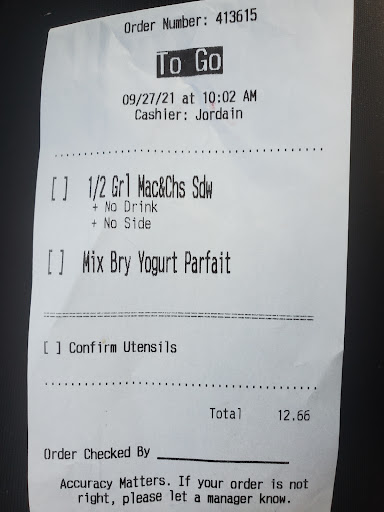 Order Number: 413615
To Go
09/27/21 at 10:02 AM
Cashier: Jordain
[ ] 1/2 Grl Mac&Chs Sdw
+ No Drink
+ No Side
[ ] Mix Bry Yogurt Parfait
[ ] Confirm Utensils
Total 12.66
Order Checked By
Accuracy Matters. If your order is not
right, please let a manager know.